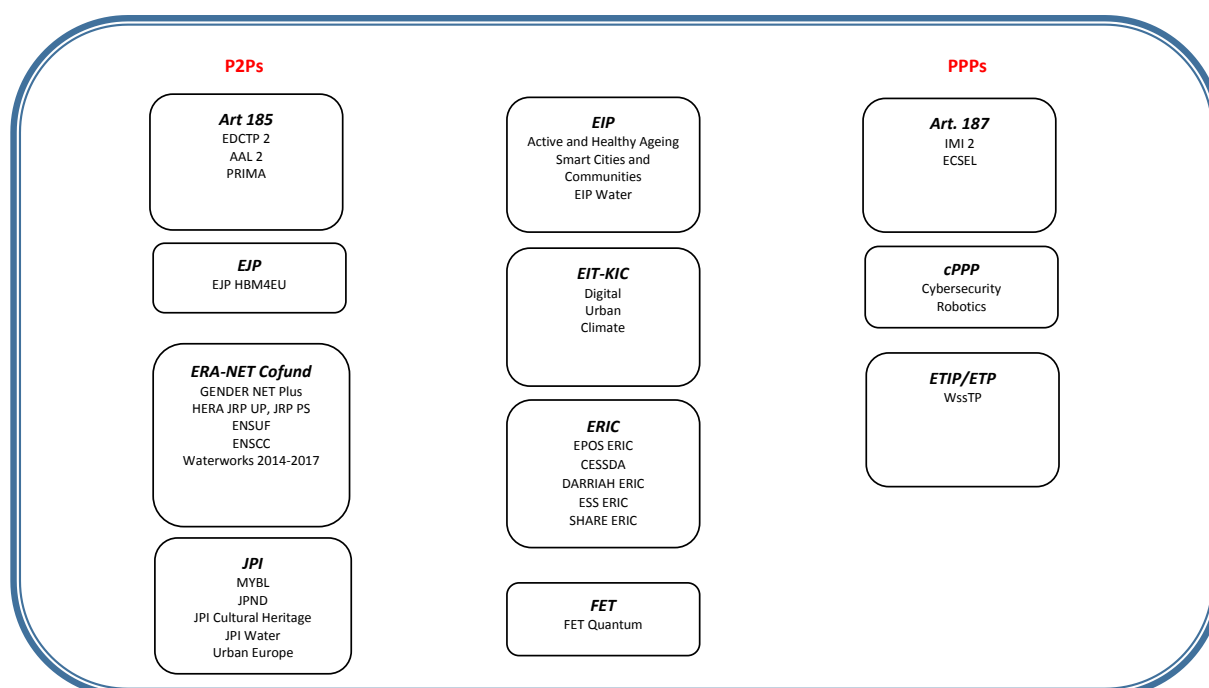 P2Ps
Art 185
EDCTP 2
AAL 2
PRIMA
EJP
EJP HBM4EU
ERA-NET Cofund
GENDER NET Plus
HERA JRP UP, JRP PS
ENSUF
ENSCC
Waterworks 2014-2017
JPI
MYBL
JPND
JPI Cultural Heritage
JPI Water
Urban Europe
EIP
Active and Healthy Ageing
Smart Cities and
Communities
EIP Water
EIT-KIC
Digital
Urban
Climate
ERIC
EPOS ERIC
CESSDA
DARRIAH ERIC
ESS ERIC
SHARE ERIC
FET
FET Quantum
PPPs
Art. 187
IMI 2
ECSEL
cPPP
Cybersecurity
Robotics
ETIP/ETP
WssTP